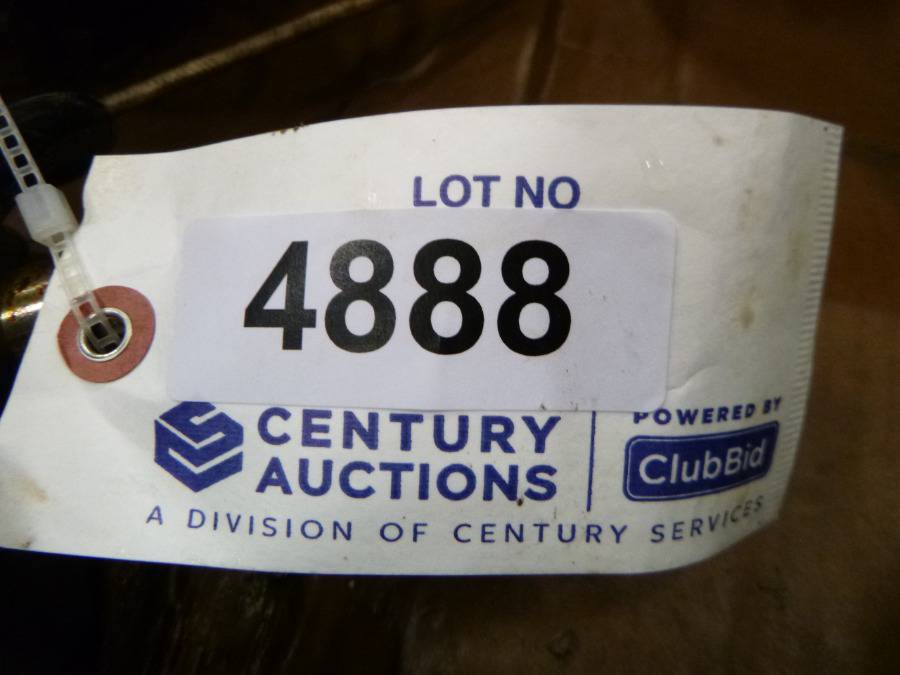 LOT NO
4888
CENTURY
AUCTIONS
POWERED BY
ClubBid
A DIVISION OF CENTURY SERVICES